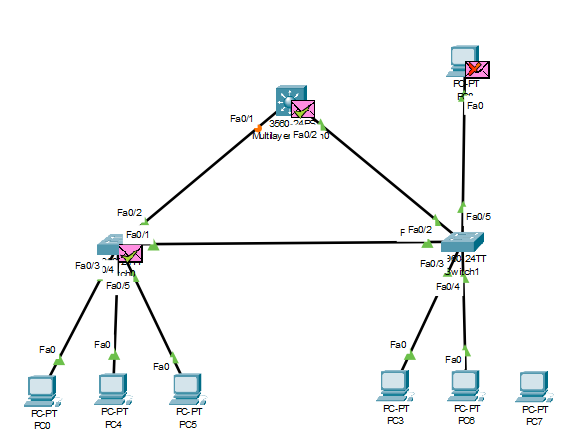 PC-PT
Fa0
Fa0/1
3560-24PS
Fa0/2
Fa0/2
Fa0/5
Fa0/1
Fa0/2
Fa0/3
Fa0/3
0/4
Fa0/5
Fa0/4
Switch1
Fa0
Fa0
Fa0
Fa0
Fa0
PC-PT
PC0
PC-PT
PC4
PC-PT
PC5
PC-PT
PC3
PC-PT
PC6
PC-PT
PC7